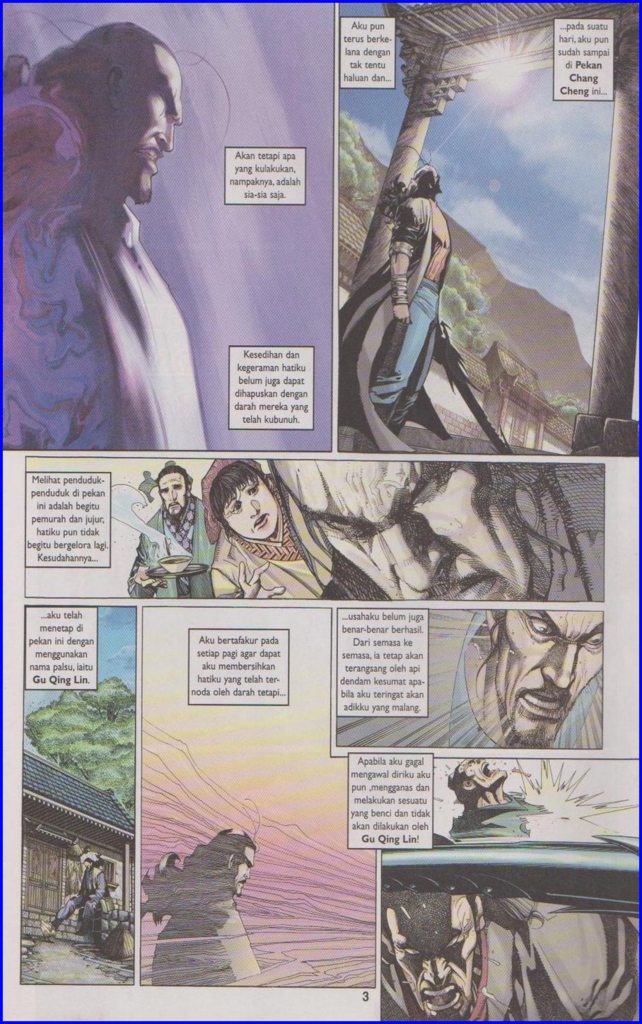 Akan tetapi apa
yang kulakukan,
nampaknya, adalah
sia-sia saja.
Kesedihan dan
kegeraman hatiku
belum juga dapat
dihapuskan dengan
darah mereka yang
telah kubunuh.
Aku pun
terus berke-
lana dengan
tak tentu
haluan dan...
...pada suatu
hari, aku pun
sudah sampai
di Pekan
Chang
Cheng ini...
Melihat penduduk-
penduduk di pekan
ini adalah begitu
pemurah dan jujur,
hatiku pun tidak
begitu bergelora lagi.
Kesudahannya...
...aku telah
menetap di
pekan ini dengan
menggunakan
nama palsu, iaitu
Gu Qing Lin.
Aku bertafakur pada
setiap pagi agar dapat
aku membersihkan
hatiku yang telah ter-
noda oleh darah tetapi...
...usahaku belum juga
benar-benar berhasil.
Dari semasa ke
semasa, ia tetap akan
terangsang oleh api
dendam kesumat apa-
bila aku teringat akan
adikku yang malang.
Apabila aku gagal
mengawal diriku aku
pun ,mengganas dan
melakukan sesuatu
yang benci dan tidak
akan dilakukan oleh
Gu Qing Lin!
3